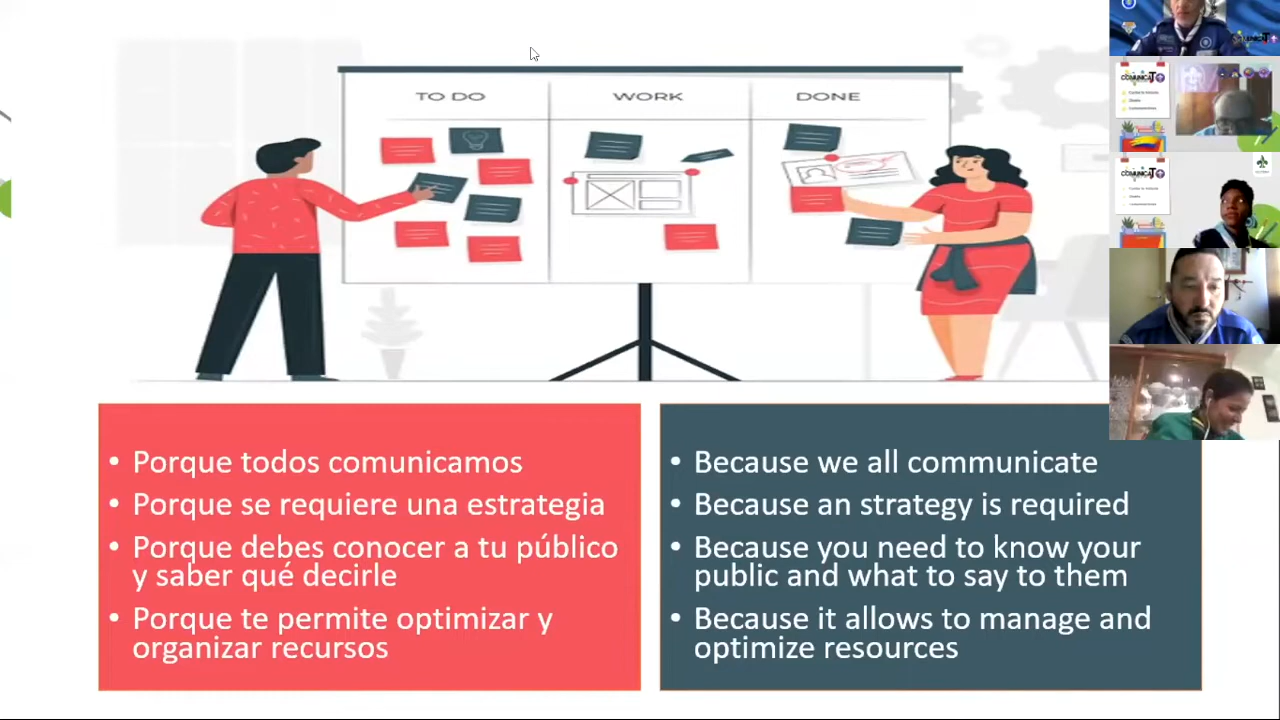 TO DO
WORK
DONE
Porque todos comunicamos
Porque se requiere una estrategia
Porque debes conocer a tu público
y saber qué decirle
Porque te permite optimizar y
organizar recursos
Because we all communicate
Because an strategy is required
Because you need to know your
public and what to say to them
Because it allows to manage and
optimize resources